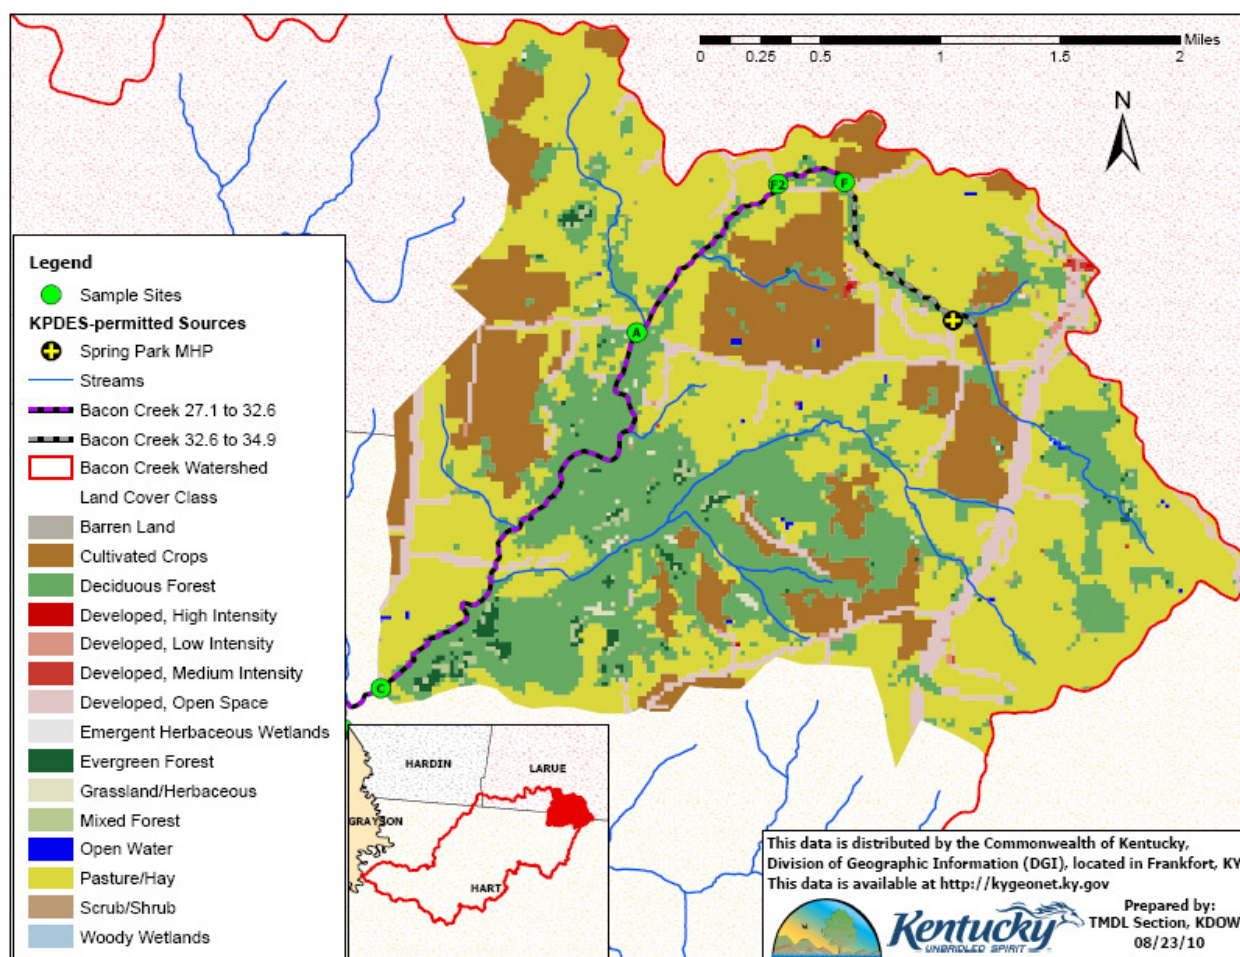 Miles
0 0.25 0.5 1 1.5 2
N
F2
F
A
C
Legend
Sample Sites
KPDES-permitted Sources
Spring Park MHP
Streams
Bacon Creek 27.1 to 32.6
Bacon Creek 32.6 to 34.9
Bacon Creek Watershed
Land Cover Class
Barren Land
Cultivated Crops
Deciduous Forest
Developed, High Intensity
Developed, Low Intensity
Developed, Medium Intensity
Developed, Open Space
Emergent Herbaceous Wetlands
Evergreen Forest
Grassland/Herbaceous
Mixed Forest
Open Water
Pasture/Hay
Scrub/Shrub
Woody Wetlands
HARDIN
LARUE
GRAYSON
HART
This data is distributed by the Commonwealth of Kentucky,
Division of Geographic Information (DGI), located in Frankfort, KY
This data is available at http://kygeonet.ky.gov
Kentucky
UNBRIDLED SPIRIT
Prepared by:
TMDL Section, KDOW
08/23/10